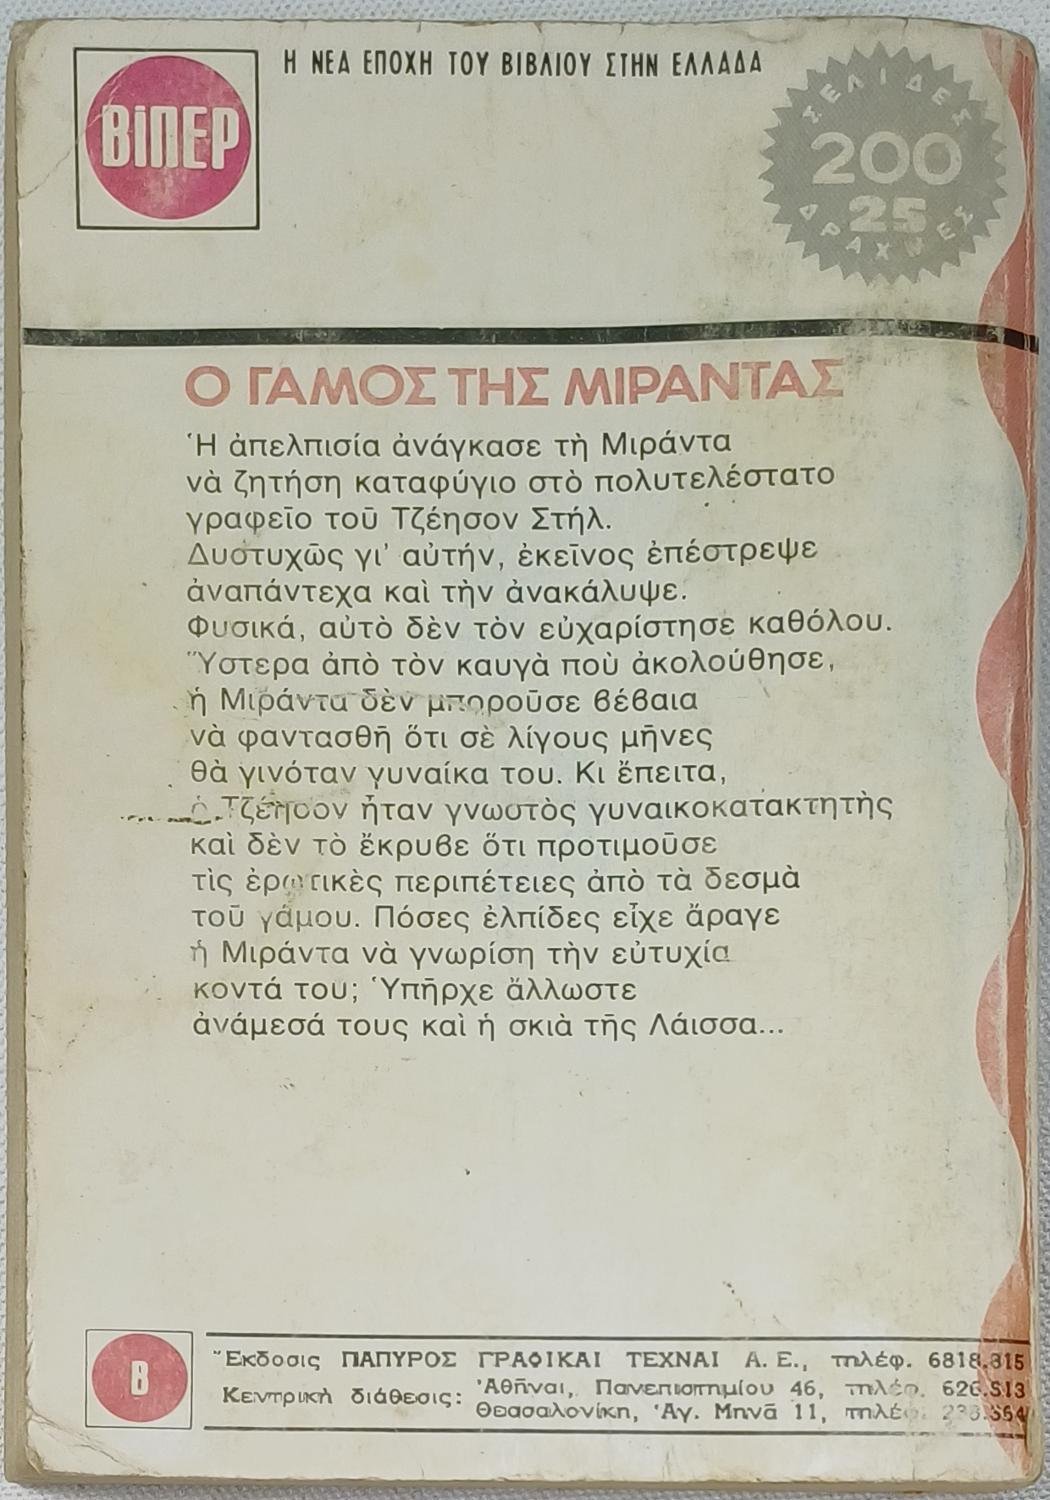 Η ΝΕΑ ΕΠΟΧΗ ΤΟΥ ΒΙΒΛΙΟΥ ΣΤΗΝ ΕΛΛΑΔΑ
ΒίΠΕΡ
ΣΕΛΙΔΕΣ
200
25
ΔΡΑΧΜΕΣ
Ο ΓΑΜΟΣ ΤΗΣ ΜΙΡΑΝΤΑΣ
Ἡ ἀπελπισία ἀνάγκασε τὴ Μιράντα
νὰ ζητήση καταφύγιο στὸ πολυτελέστατο
γραφεῖο τοῦ Τζέησον Στήλ.
Δυστυχῶς γι' αὐτήν, ἐκεῖνος ἐπέστρεψε
ἀναπάντεχα καὶ τὴν ἀνακάλυψε.
Φυσικά, αὐτὸ δὲν τὸν εὐχαρίστησε καθόλου.
Ὕστερα ἀπὸ τὸν καυγὰ ποὺ ἀκολούθησε,
ἡ Μιράντα δὲν μποροῦσε βέβαια
νὰ φαντασθῆ ὅτι σὲ λίγους μῆνες
θὰ γινόταν γυναίκα του. Κι ἔπειτα,
ὁ Τζέησον ἦταν γνωστὸς γυναικοκατακτητὴς
καὶ δὲν τὸ ἔκρυβε ὅτι προτιμοῦσε
τὶς ἐρωτικὲς περιπέτειες ἀπὸ τὰ δεσμὰ
τοῦ γάμου. Πόσες ἐλπίδες εἶχε ἄραγε
ἡ Μιράντα νὰ γνωρίση τὴν εὐτυχία
κοντά του; Ὑπῆρχε ἄλλωστε
ἀνάμεσά τους καὶ ἡ σκιὰ τῆς Λάισσα...
Β
Ἔκδοσις ΠΑΠΥΡΟΣ ΓΡΑΦΙΚΑΙ ΤΕΧΝΑΙ Α.Ε., τηλέφ. 6818.815
Κεντρικὴ διάθεσις: Ἀθῆναι, Πανεπιστημίου 46, τηλέφ. 626.513
Θεσσαλονίκη, Ἁγ. Μηνᾶ 11, τηλέφ.